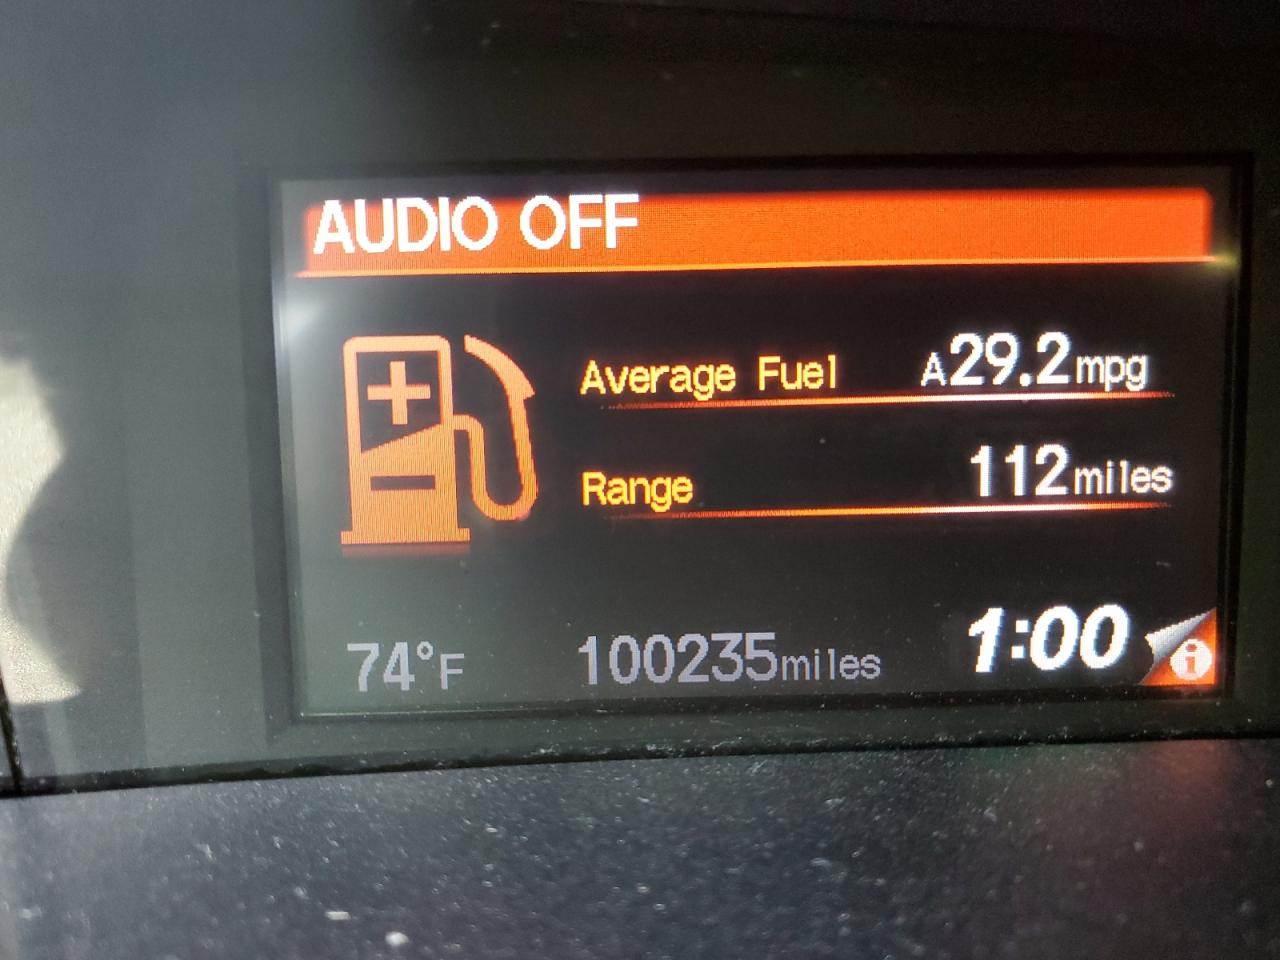 AUDIO OFF
Average Fuel A29.2mpg
Range 112miles
74°F 100235miles 1:00 i